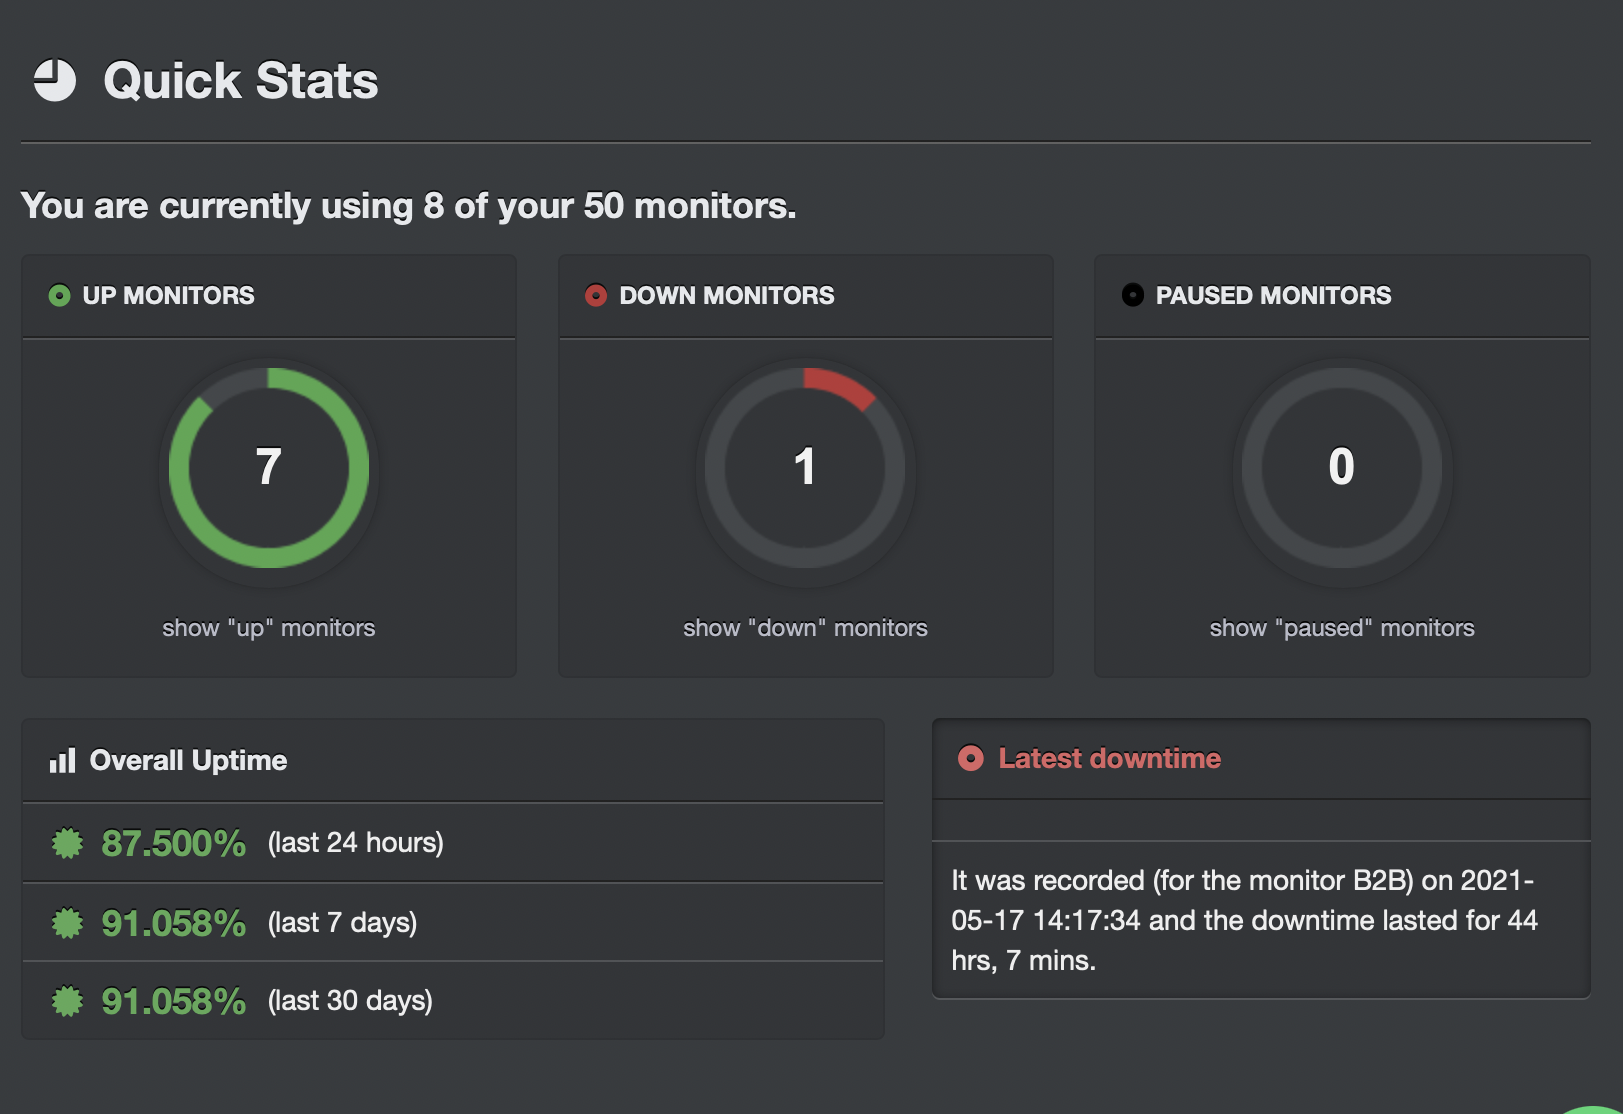 Quick Stats
You are currently using 8 of your 50 monitors.
UP MONITORS
7
show "up" monitors
DOWN MONITORS
1
show "down" monitors
PAUSED MONITORS
0
show "paused" monitors
Overall Uptime
87.500% (last 24 hours)
91.058% (last 7 days)
91.058% (last 30 days)
Latest downtime
It was recorded (for the monitor B2B) on 2021-
05-17 14:17:34 and the downtime lasted for 44
hrs, 7 mins.